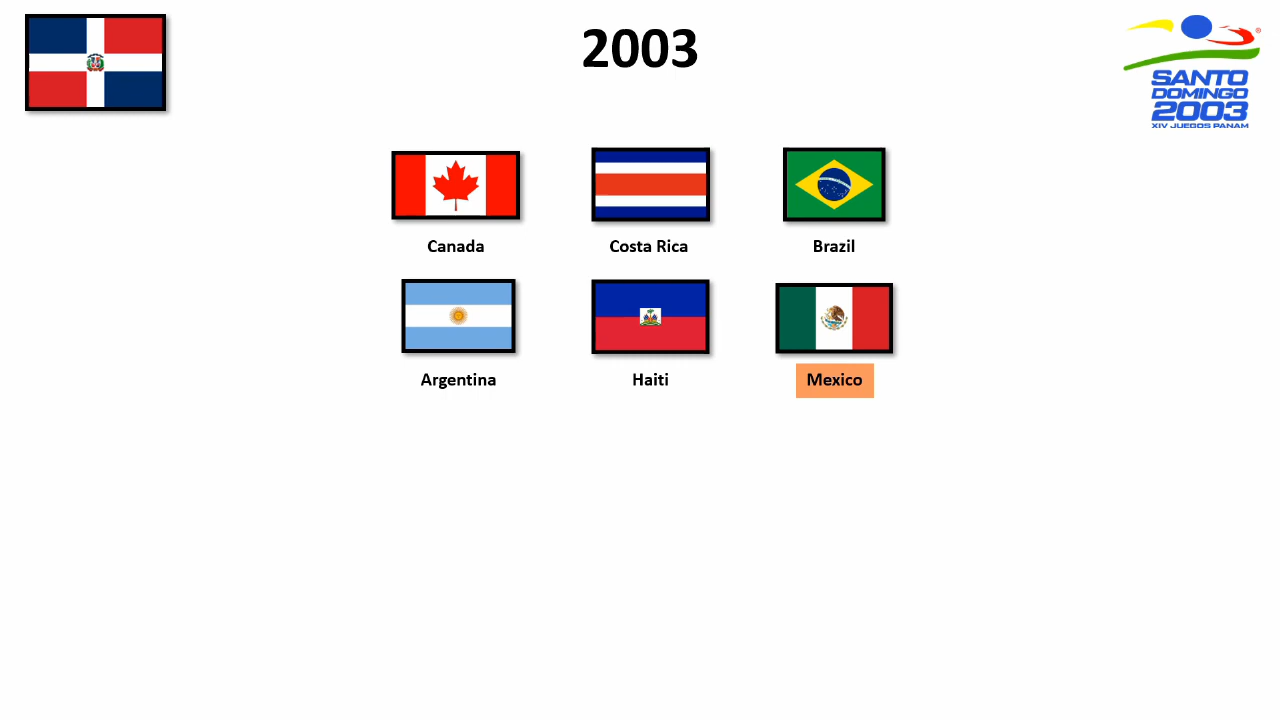 2003
SANTO
DOMINGO
2003
XIV JUEGOS PANAM
®
Canada
Costa Rica
Brazil
Argentina
Haiti
Mexico